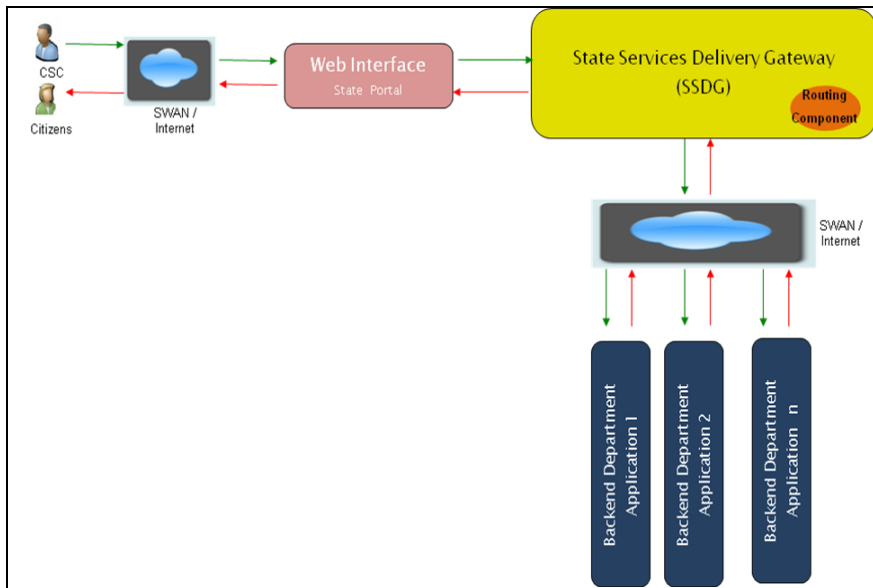 CSC
Citizens
SWAN /
Internet
Web Interface
State Portal
State Services Delivery Gateway
(SSDG)
Routing
Component
SWAN /
Internet
Backend Department
Application 1
Backend Department
Application 2
Backend Department
Application n